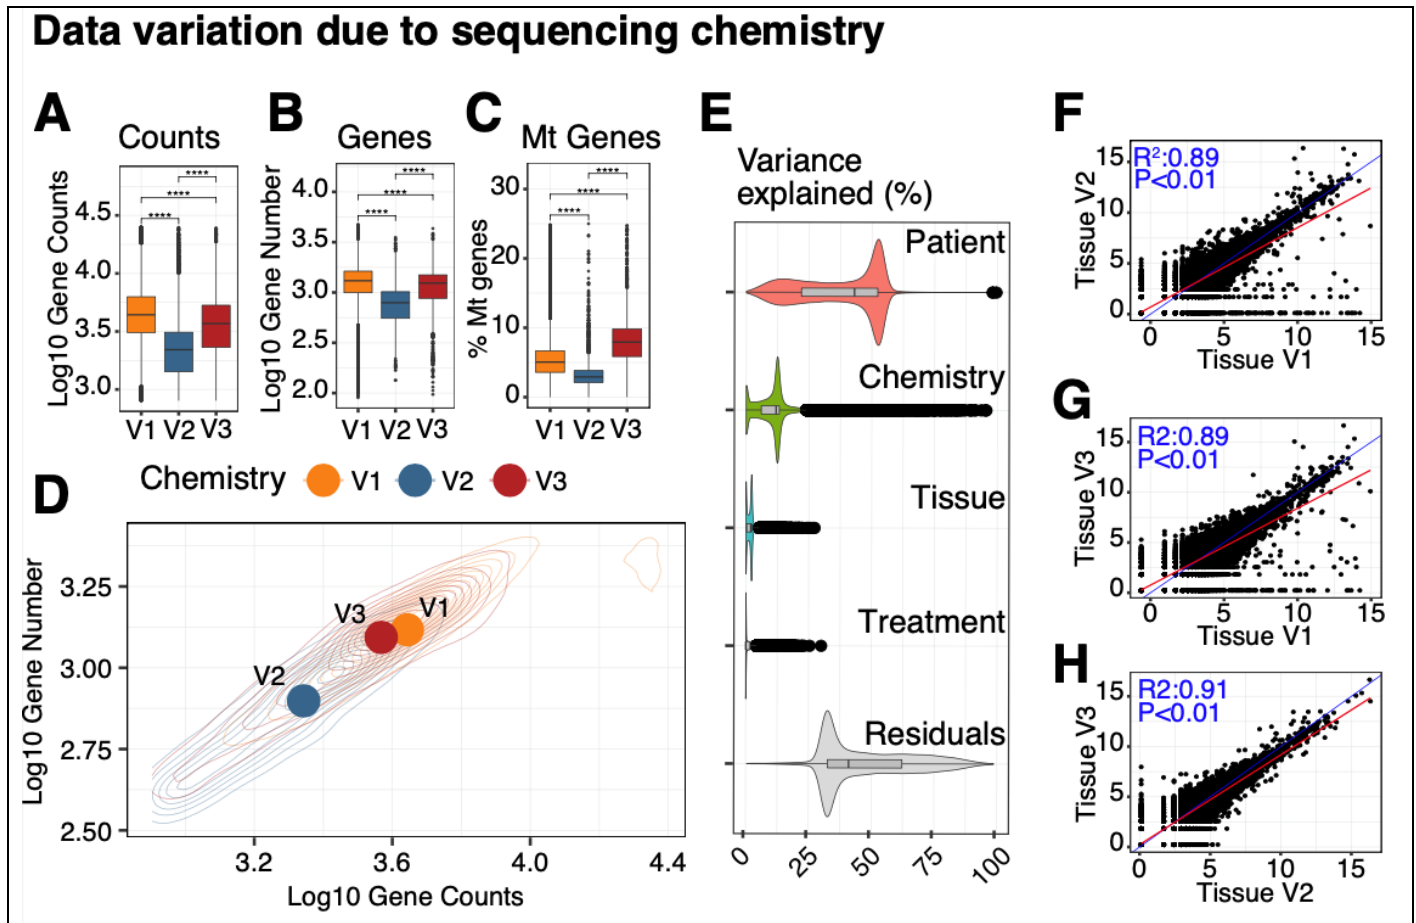 Data variation due to sequencing chemistry
A
Counts
Log10 Gene Counts
4.5
4.0
3.5
3.0
****
****
****
V1 V2 V3
B
Genes
Log10 Gene Number
4.0
3.5
3.0
2.5
2.0
****
****
****
V1 V2 V3
C
Mt Genes
% Mt genes
30
20
10
0
****
****
****
V1 V2 V3
Chemistry V1 V2 V3
D
Log10 Gene Number
3.25
3.00
2.75
2.50
V3
V1
V2
3.2 3.6 4.0 4.4
Log10 Gene Counts
E
Variance
explained (%)
Patient
Chemistry
Tissue
Treatment
Residuals
0 25 50 75 100
F
Tissue V2
15
10
5
0
R²:0.89
P<0.01
0 5 10 15
Tissue V1
G
Tissue V3
15
10
5
0
R2:0.89
P<0.01
0 5 10 15
Tissue V1
H
Tissue V3
15
10
5
0
R2:0.91
P<0.01
0 5 10 15
Tissue V2